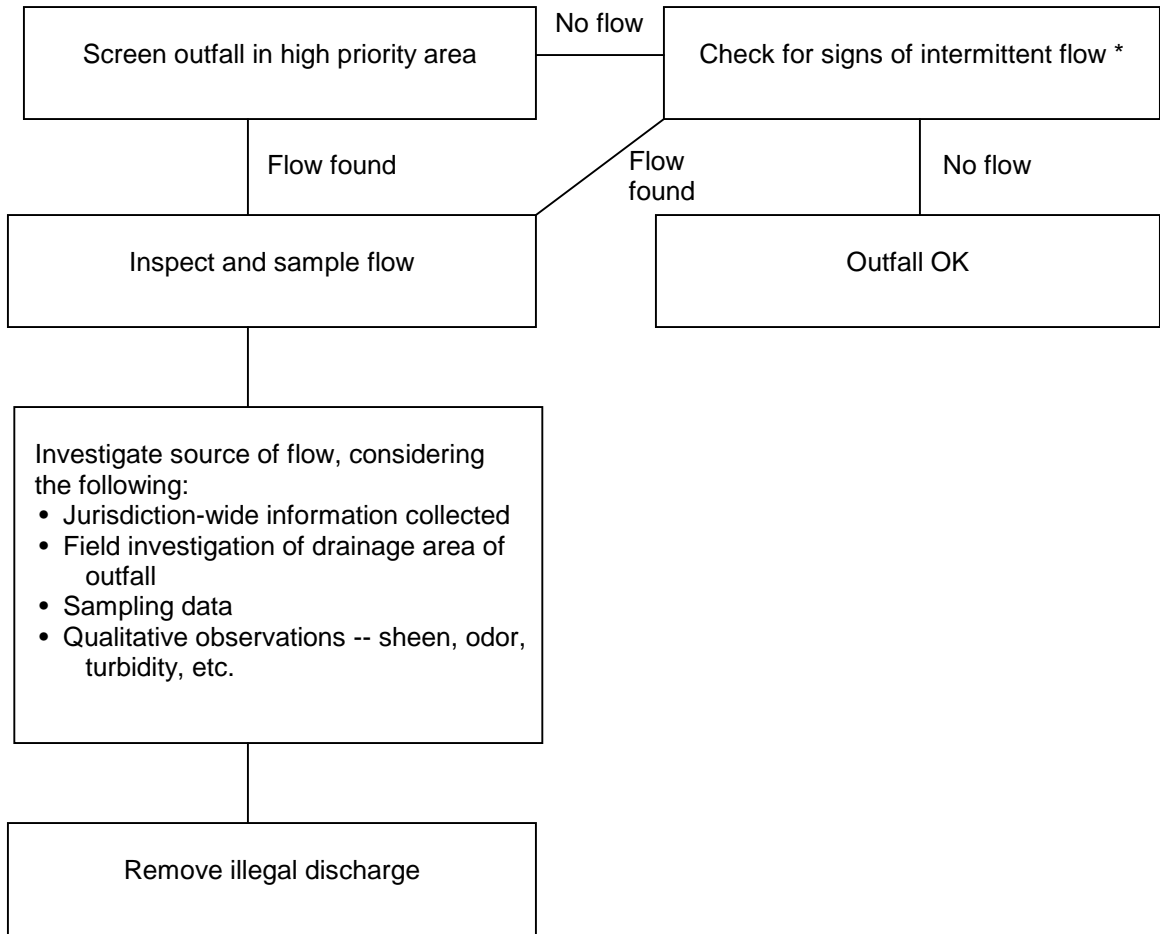 No flow
Screen outfall in high priority area
Check for signs of intermittent flow *
Flow found
Flow
found
No flow
Inspect and sample flow
Outfall OK
Investigate source of flow, considering
the following:
• Jurisdiction-wide information collected
• Field investigation of drainage area of
outfall
• Sampling data
• Qualitative observations -- sheen, odor,
turbidity, etc.
Remove illegal discharge